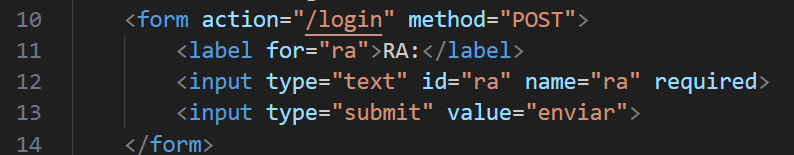 10 <form action="/login" method="POST">
11 <label for="ra">RA:</label>
12 <input type="text" id="ra" name="ra" required>
13 <input type="submit" value="enviar">
14 </form>